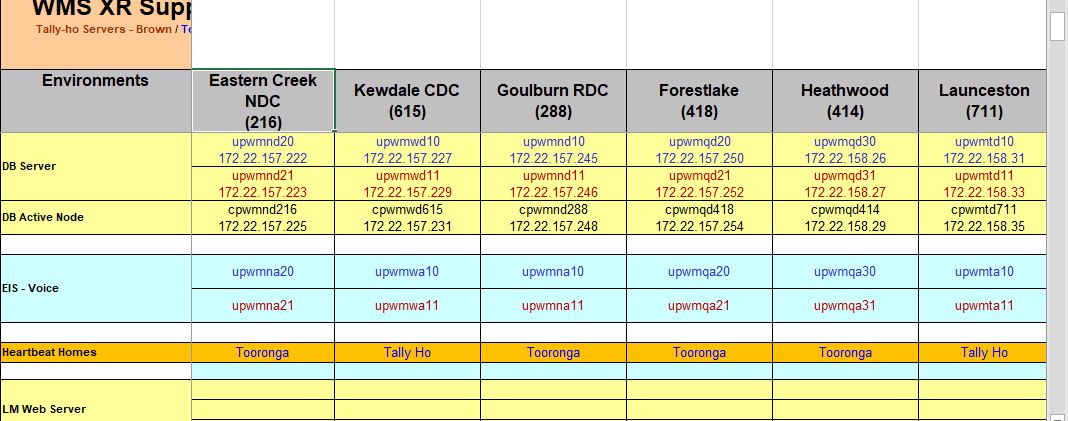 WMS XR Supp
Tally-ho Servers - Brown / To
Environments
Eastern Creek
NDC
(216)
Kewdale CDC
(615)
Goulburn RDC
(288)
Forestlake
(418)
Heathwood
(414)
Launceston
(711)
DB Server
upwmnd20
172.22.157.222
upwmwd10
172.22.157.227
upwmnd10
172.22.157.245
upwmqd20
172.22.157.250
upwmqd30
172.22.158.26
upwmtd10
172.22.158.31
upwmnd21
172.22.157.223
upwmwd11
172.22.157.229
upwmnd11
172.22.157.246
upwmqd21
172.22.157.252
upwmqd31
172.22.158.27
upwmtd11
172.22.158.33
DB Active Node
cpwmnd216
172.22.157.225
cpwmwd615
172.22.157.231
cpwmnd288
172.22.157.248
cpwmqd418
172.22.157.254
cpwmqd414
172.22.158.29
cpwmtd711
172.22.158.35
EIS - Voice
upwmna20
upwmwa10
upwmna10
upwmqa20
upwmqa30
upwmta10
upwmna21
upwmwa11
upwmna11
upwmqa21
upwmqa31
upwmta11
Heartbeat Homes
Tooronga
Tally Ho
Tooronga
Tooronga
Tooronga
Tally Ho
LM Web Server